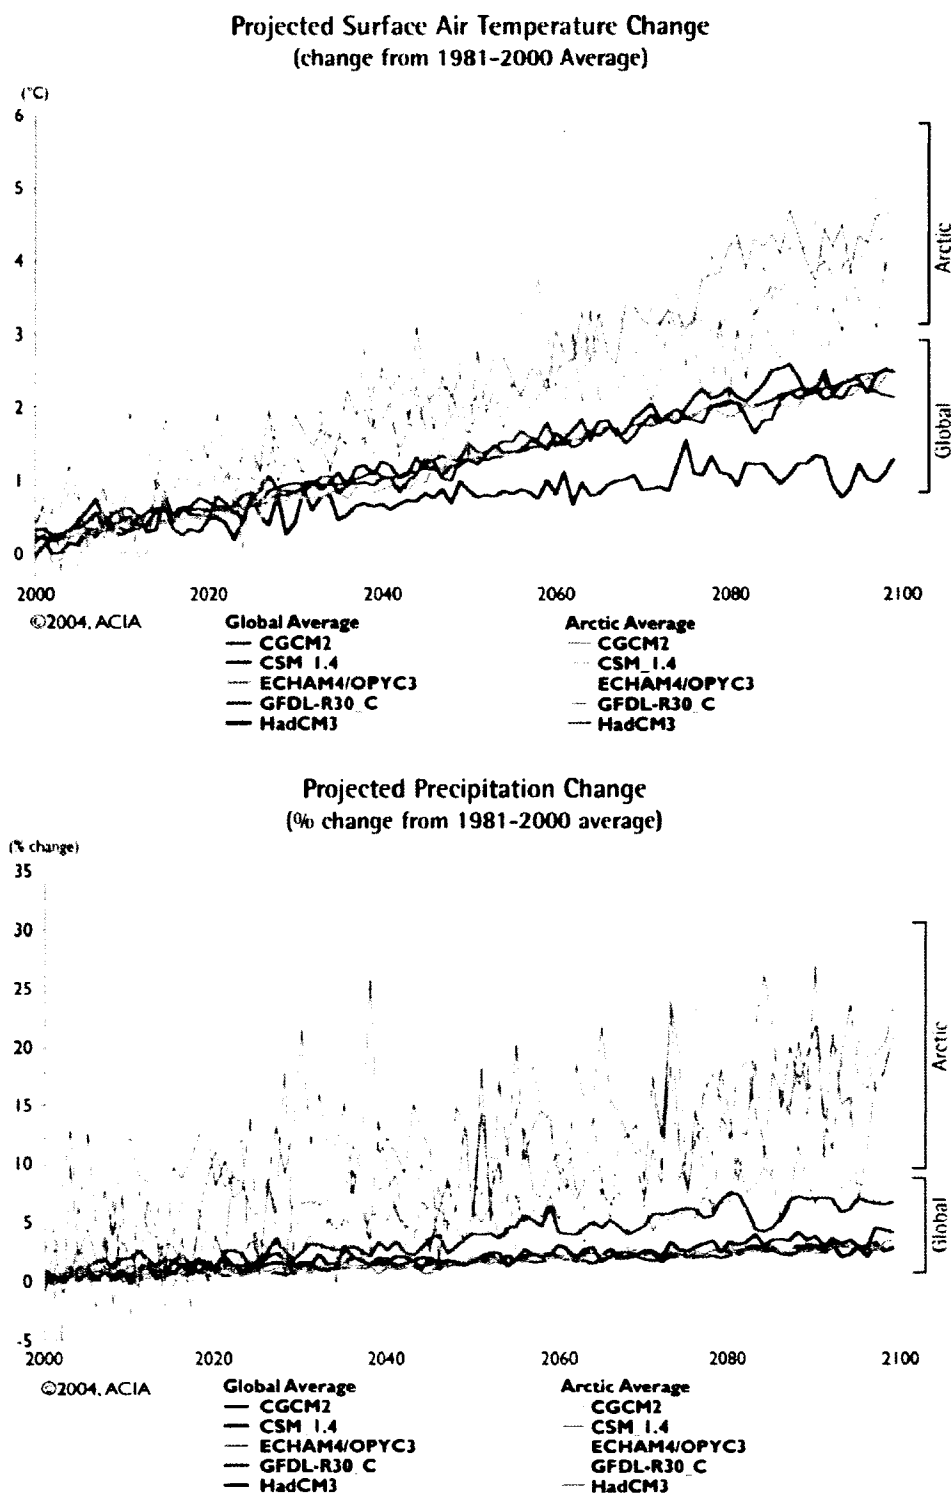 Projected Surface Air Temperature Change
(change from 1981-2000 Average)
(°C)
6
5
4
3
2
1
0
Arctic
Global
2000 2020 2040 2060 2080 2100
©2004, ACIA
Global Average
CGCM2
CSM_1.4
ECHAM4/OPYC3
GFDL-R30_C
HadCM3
Arctic Average
CGCM2
CSM_1.4
ECHAM4/OPYC3
GFDL-R30_C
HadCM3
Projected Precipitation Change
(% change from 1981-2000 average)
(% change)
35
30
25
20
15
10
5
0
-5
Arctic
Global
2000 2020 2040 2060 2080 2100
©2004, ACIA
Global Average
CGCM2
CSM_1.4
ECHAM4/OPYC3
GFDL-R30_C
HadCM3
Arctic Average
CGCM2
CSM_1.4
ECHAM4/OPYC3
GFDL-R30_C
HadCM3